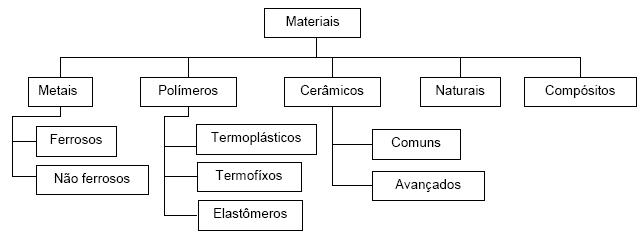 Materiais
Metais
Polímeros
Cerâmicos
Naturais
Compósitos
Ferrosos
Não ferrosos
Termoplásticos
Termofíxos
Elastômeros
Comuns
Avançados